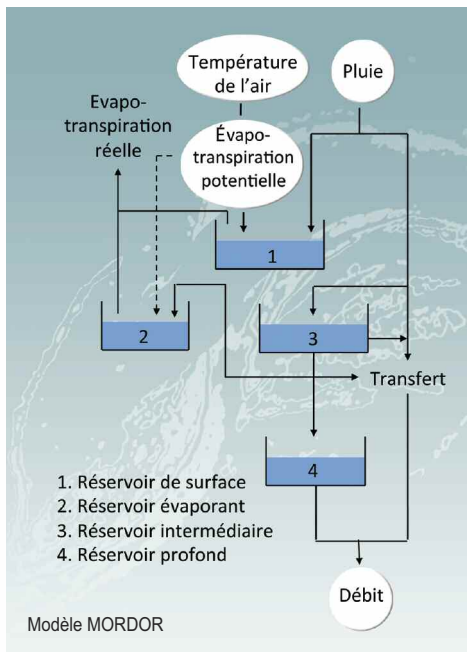 Température
de l'air
Pluie
Evapo-
transpiration
réelle
Évapo-
transpiration
potentielle
1
2
3
Transfert
4
1. Réservoir de surface
2. Réservoir évaporant
3. Réservoir intermédiaire
4. Réservoir profond
Débit
Modèle MORDOR